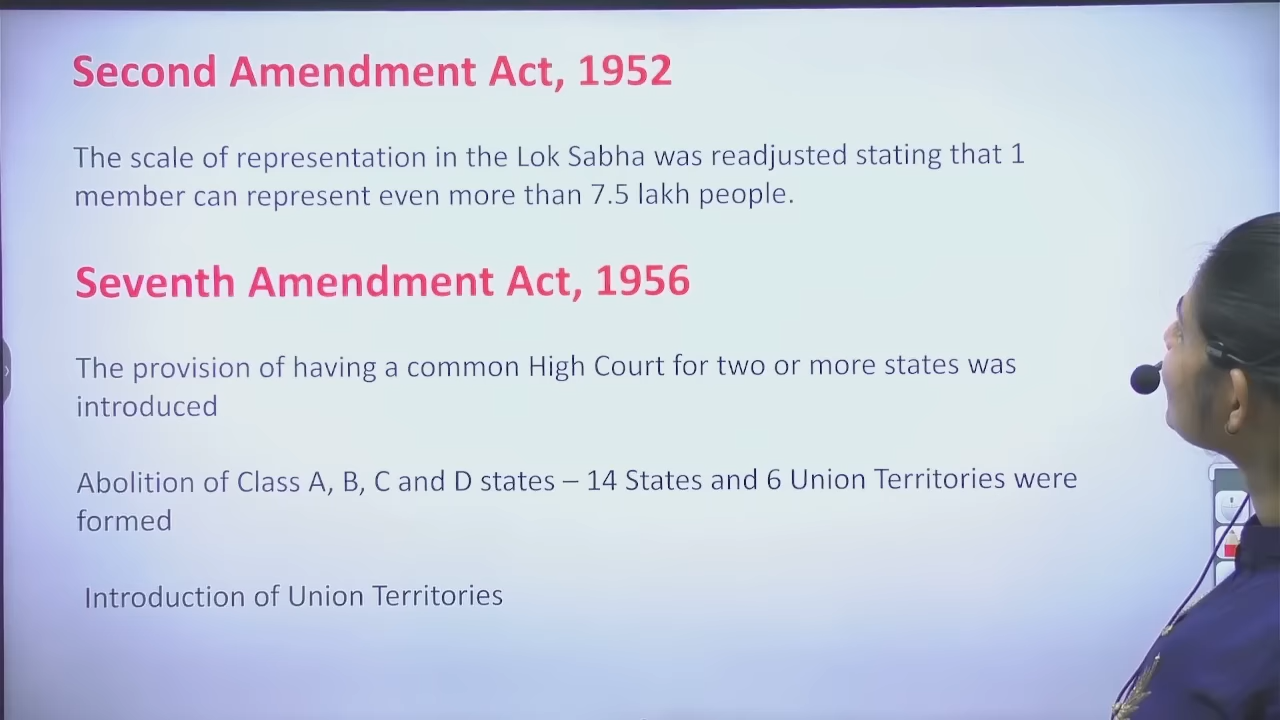 Second Amendment Act, 1952
The scale of representation in the Lok Sabha was readjusted stating that 1
member can represent even more than 7.5 lakh people.
Seventh Amendment Act, 1956
The provision of having a common High Court for two or more states was
introduced
Abolition of Class A, B, C and D states – 14 States and 6 Union Territories were
formed
Introduction of Union Territories